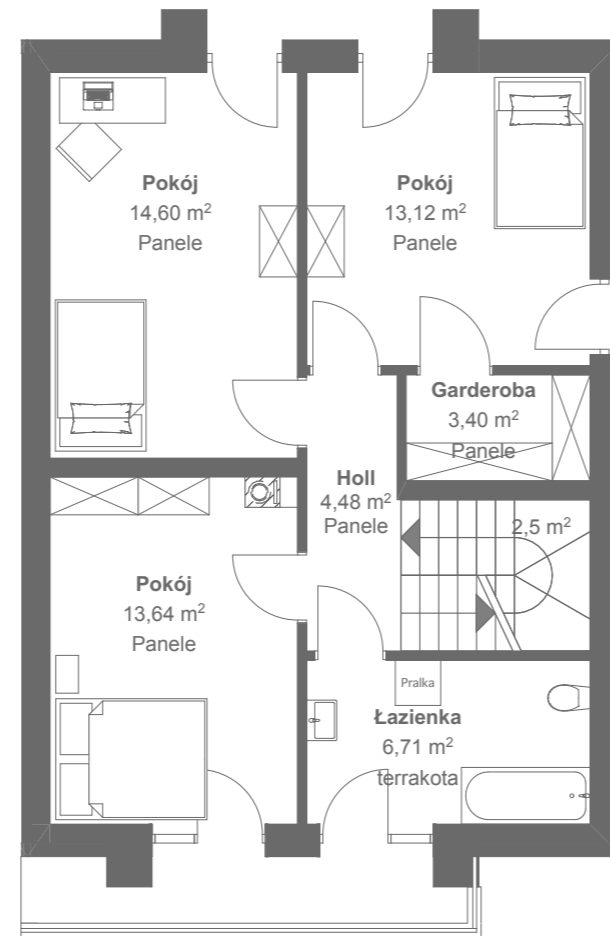 Pokój
14,60 m²
Panele
Pokój
13,12 m²
Panele
Garderoba
3,40 m²
Panele
Holl
4,48 m²
Panele
2,5 m²
Pokój
13,64 m²
Panele
Pralka
Łazienka
6,71 m²
terrakota